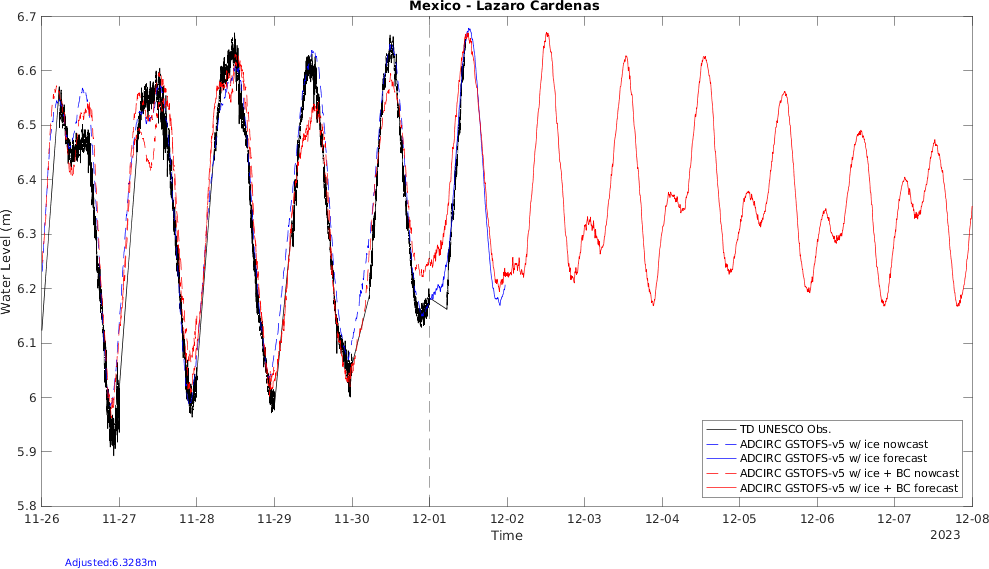 Mexico - Lazaro Cardenas
6.7
6.6
6.5
6.4
6.3
6.2
6.1
6
5.9
5.8
Water Level (m)
TD UNESCO Obs.
ADCIRC GSTOFS-v5 w/ ice nowcast
ADCIRC GSTOFS-v5 w/ ice forecast
ADCIRC GSTOFS-v5 w/ ice + BC nowcast
ADCIRC GSTOFS-v5 w/ ice + BC forecast
11-26 11-27 11-28 11-29 11-30 12-01 12-02 12-03 12-04 12-05 12-06 12-07 12-08
Time
2023
Adjusted:6.3283m